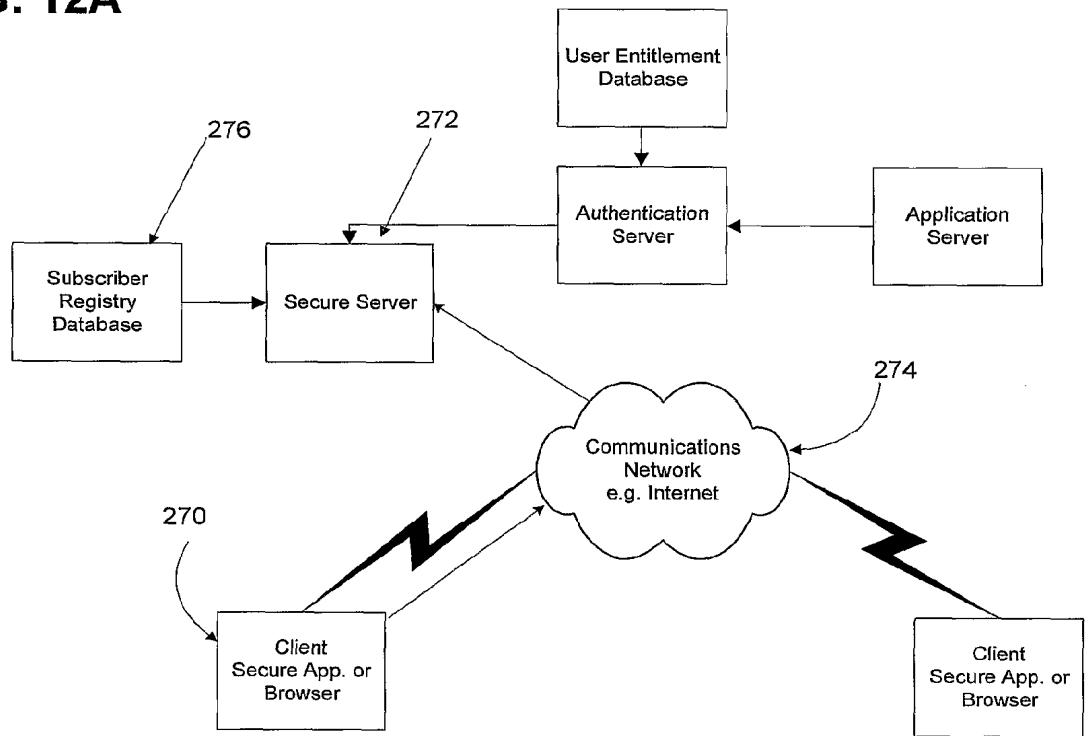 12A
User Entitlement
Database
276
272
Authentication
Server
Application
Server
Subscriber
Registry
Database
Secure Server
274
Communications
Network
e.g. Internet
270
Client
Secure App. or
Browser
Client
Secure App. or
Browser